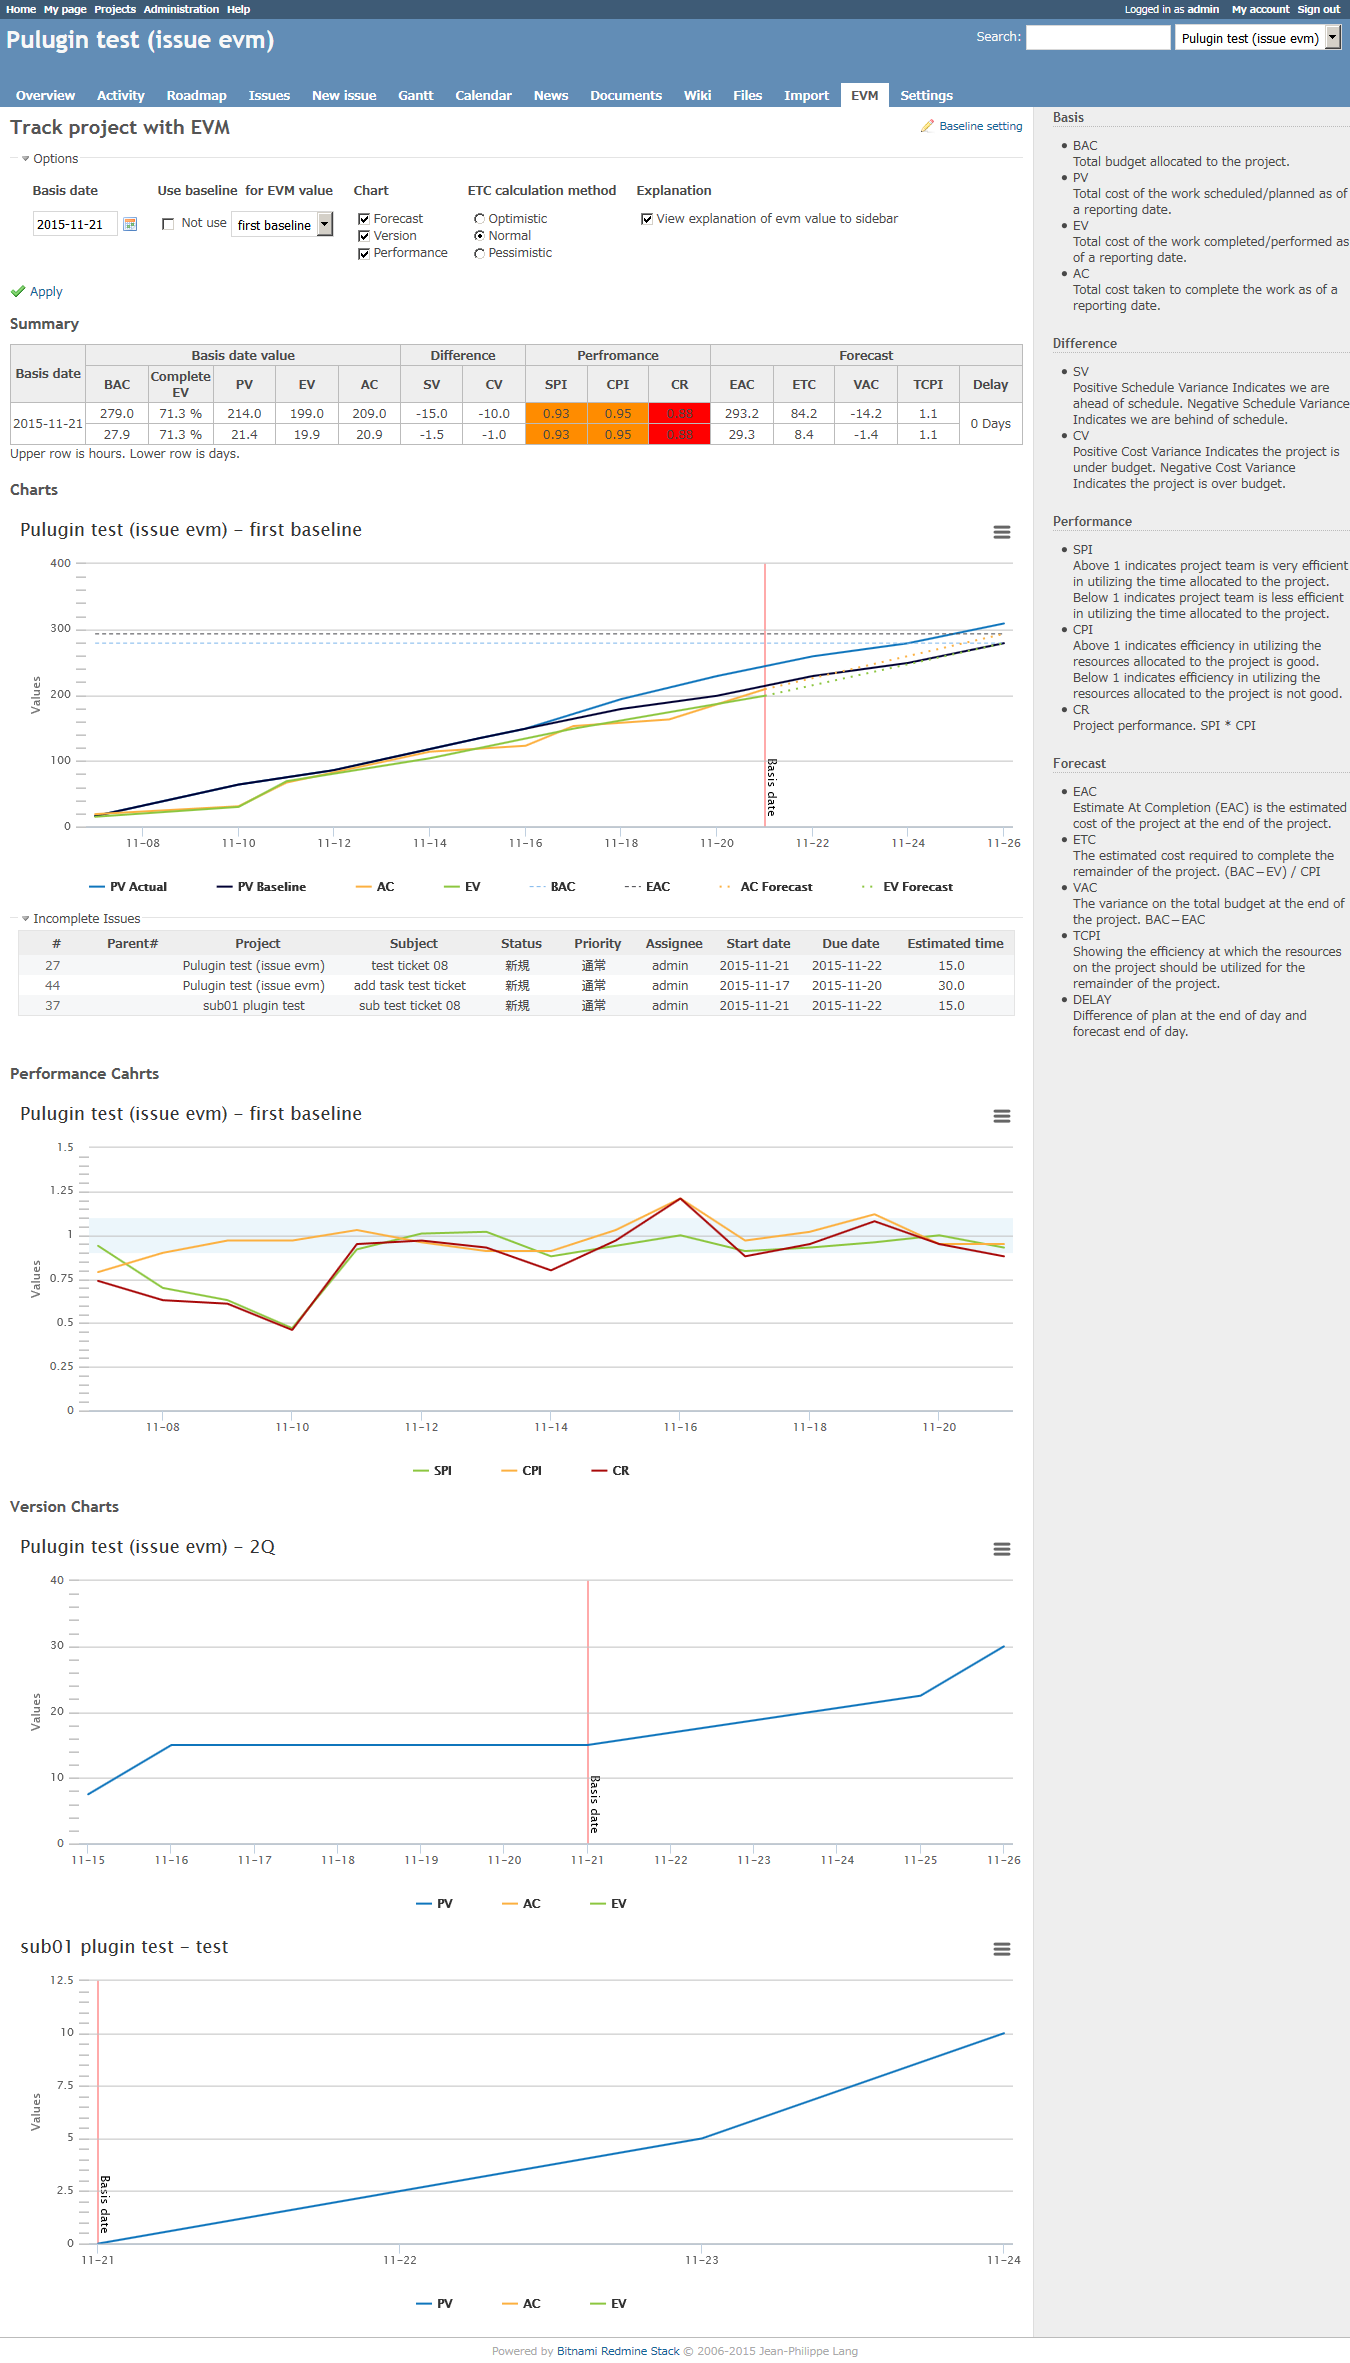 Home My page Projects Administration Help
Logged in as admin My account Sign out
Pulugin test (issue evm)
Search: Pulugin test (issue evm)
Overview Activity Roadmap Issues New issue Gantt Calendar News Documents Wiki Files Import EVM Settings
Track project with EVM
Baseline setting
Options
Basis date Use baseline for EVM value Chart ETC calculation method Explanation
2015-11-21 Not use first baseline Forecast Optimistic View explanation of evm value to sidebar
Version Normal
Performance Pessimistic
Apply
Summary
Basis date Basis date value Difference Perfromance Forecast
BAC Complete EV PV EV AC SV CV SPI CPI CR EAC ETC VAC TCPI Delay
2015-11-21 279.0 71.3 % 214.0 199.0 209.0 -15.0 -10.0 0.93 0.95 0.88 293.2 84.2 -14.2 1.1 0 Days
27.9 71.3 % 21.4 19.9 20.9 -1.5 -1.0 0.93 0.95 0.88 29.3 8.4 -1.4 1.1
Upper row is hours. Lower row is days.
Charts
Pulugin test (issue evm) - first baseline
400
300
200
100
0
Values
Basis date
11-08 11-10 11-12 11-14 11-16 11-18 11-20 11-22 11-24 11-26
PV Actual PV Baseline AC EV BAC EAC AC Forecast EV Forecast
Incomplete Issues
# Parent# Project Subject Status Priority Assignee Start date Due date Estimated time
27 Pulugin test (issue evm) test ticket 08 新規 通常 admin 2015-11-21 2015-11-22 15.0
44 Pulugin test (issue evm) add task test ticket 新規 通常 admin 2015-11-17 2015-11-20 30.0
37 sub01 plugin test sub test ticket 08 新規 通常 admin 2015-11-21 2015-11-22 15.0
Performance Cahrts
Pulugin test (issue evm) - first baseline
1.5
1.25
1
0.75
0.5
0.25
0
Values
11-08 11-10 11-12 11-14 11-16 11-18 11-20
SPI CPI CR
Version Charts
Pulugin test (issue evm) - 2Q
40
30
20
10
0
Values
Basis date
11-15 11-16 11-17 11-18 11-19 11-20 11-21 11-22 11-23 11-24 11-25 11-26
PV AC EV
sub01 plugin test - test
12.5
10
7.5
5
2.5
0
Values
Basis date
11-21 11-22 11-23 11-24
PV AC EV
Basis
BAC
Total budget allocated to the project.
PV
Total cost of the work scheduled/planned as of
a reporting date.
EV
Total cost of the work completed/performed as
of a reporting date.
AC
Total cost taken to complete the work as of a
reporting date.
Difference
SV
Positive Schedule Variance Indicates we are
ahead of schedule. Negative Schedule Variance
Indicates we are behind of schedule.
CV
Positive Cost Variance Indicates the project is
under budget. Negative Cost Variance
Indicates the project is over budget.
Performance
SPI
Above 1 indicates project team is very efficient
in utilizing the time allocated to the project.
Below 1 indicates project team is less efficient
in utilizing the time allocated to the project.
CPI
Above 1 indicates efficiency in utilizing the
resources allocated to the project is good.
Below 1 indicates efficiency in utilizing the
resources allocated to the project is not good.
CR
Project performance. SPI * CPI
Forecast
EAC
Estimate At Completion (EAC) is the estimated
cost of the project at the end of the project.
ETC
The estimated cost required to complete the
remainder of the project. (BAC−EV) / CPI
VAC
The variance on the total budget at the end of
the project. BAC−EAC
TCPI
Showing the efficiency at which the resources
on the project should be utilized for the
remainder of the project.
DELAY
Difference of plan at the end of day and
forecast end of day.
Powered by Bitnami Redmine Stack © 2006-2015 Jean-Philippe Lang